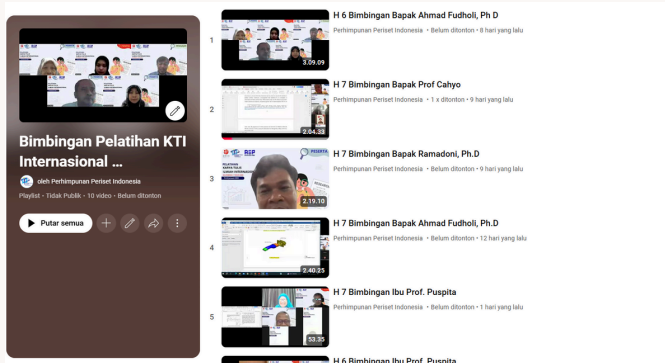 Bimbingan Pelatihan KTI
Internasional ...
oleh Perhimpunan Periset Indonesia
Playlist • Tidak Publik • 10 video • Belum ditonton
Putar semua
1
3.09.09
H 6 Bimbingan Bapak Ahmad Fudholi, Ph D
Perhimpunan Periset Indonesia • Belum ditonton • 8 hari yang lalu
2
2.04.33
H 7 Bimbingan Bapak Prof Cahyo
Perhimpunan Periset Indonesia • 1 x ditonton • 9 hari yang lalu
3
PESERTA
2.19.10
H 7 Bimbingan Bapak Ramadoni, Ph.D
Perhimpunan Periset Indonesia • Belum ditonton • 9 hari yang lalu
4
2.40.25
H 7 Bimbingan Bapak Ahmad Fudholi, Ph.D
Perhimpunan Periset Indonesia • Belum ditonton • 12 hari yang lalu
5
53.35
H 7 Bimbingan Ibu Prof. Puspita
Perhimpunan Periset Indonesia • Belum ditonton • 1 hari yang lalu
H 6 Bimbingan Ibu Prof. Puspita